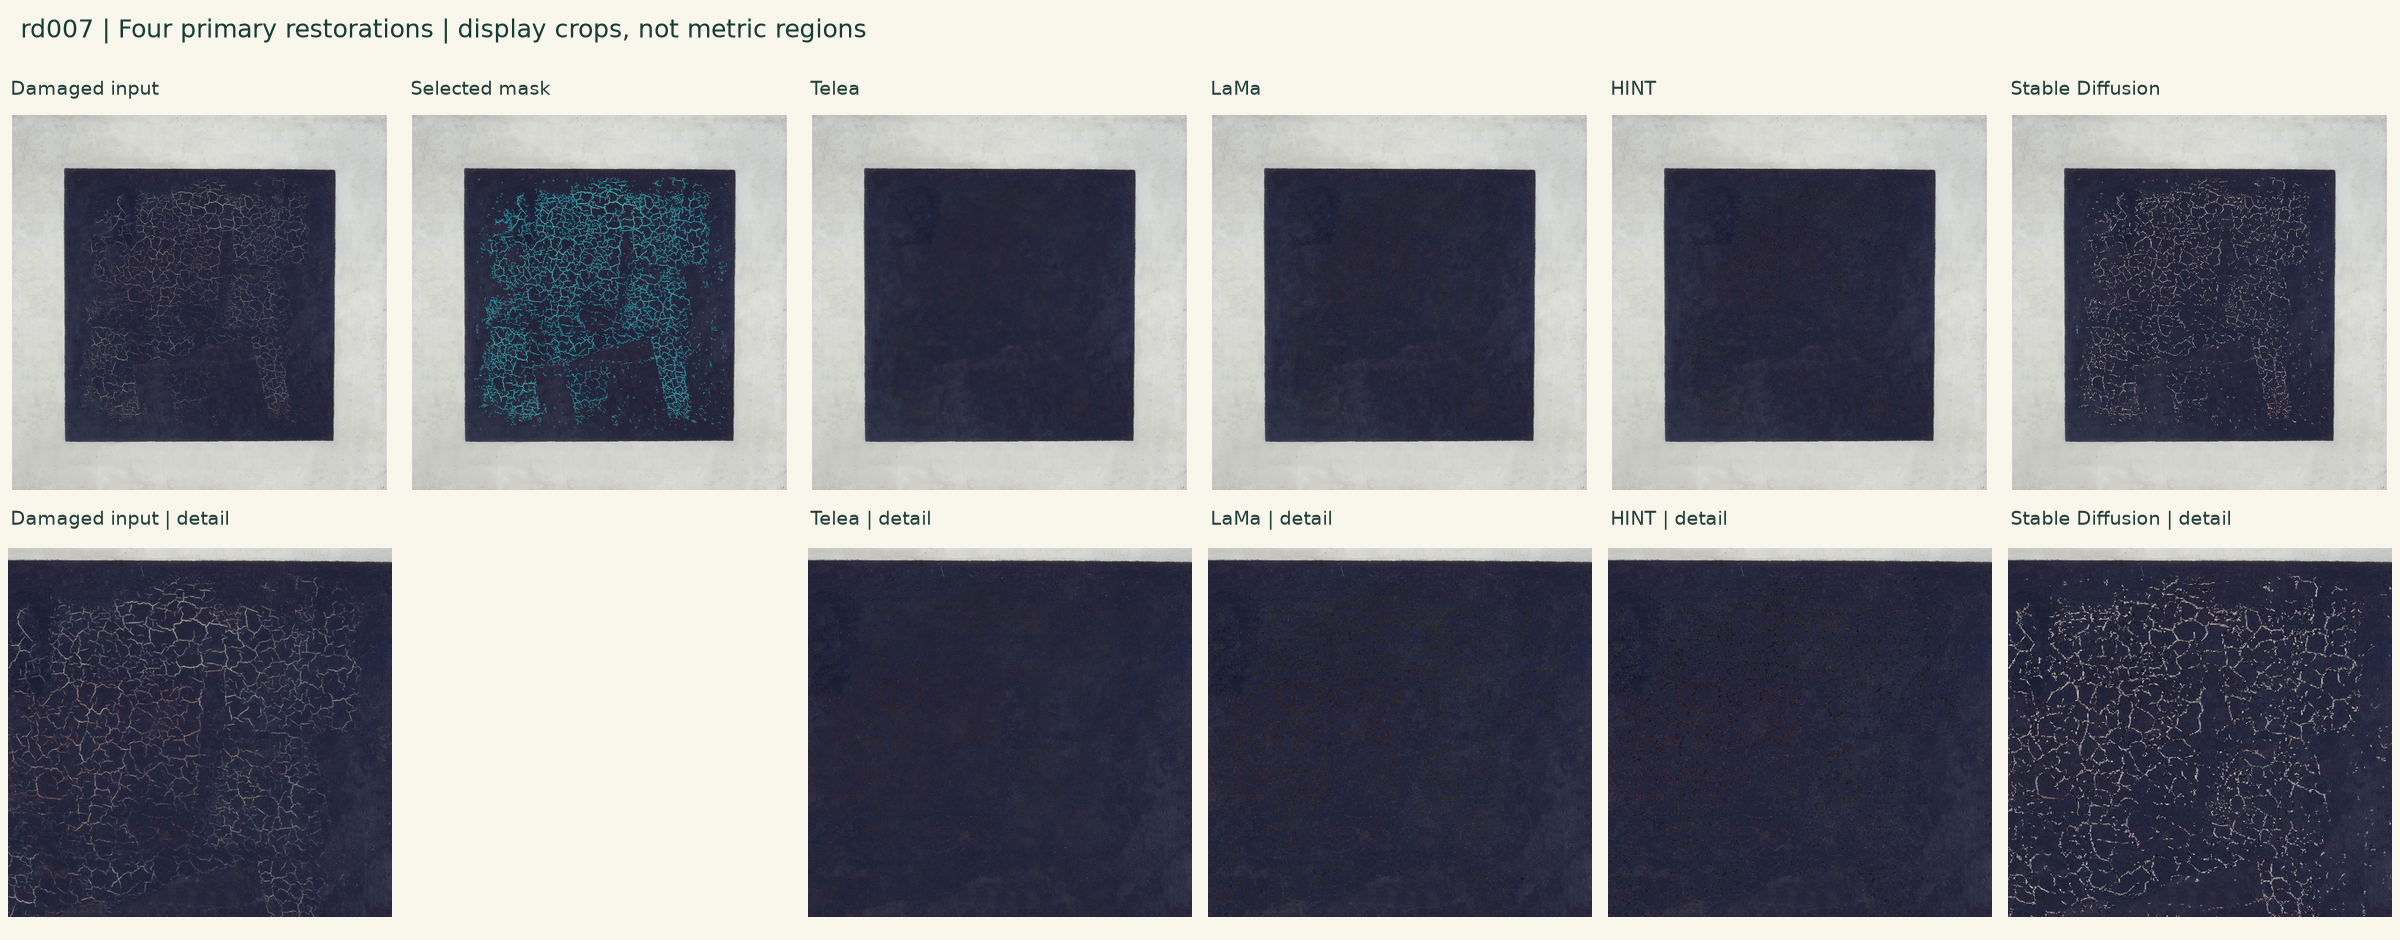 rd007 | Four primary restorations | display crops, not metric regions
Damaged input
Selected mask
Telea
LaMa
HINT
Stable Diffusion
Damaged input | detail
Telea | detail
LaMa | detail
HINT | detail
Stable Diffusion | detail